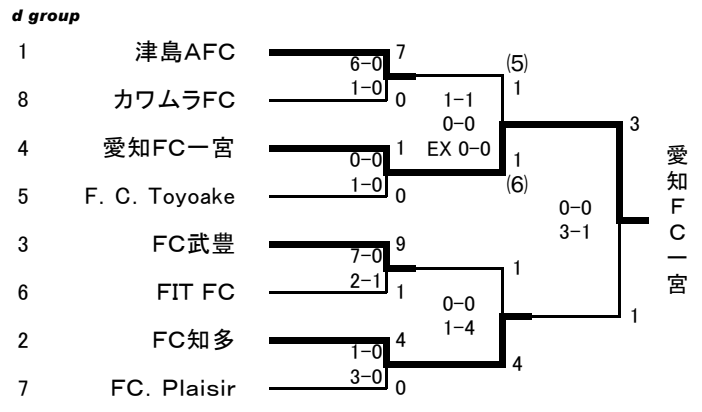 d group
1 津島AFC 7
6-0
1-0
8 カワムラFC 0
4 愛知FC一宮 1
0-0
1-0
5 F. C. Toyoake 0
3 FC武豊 9
7-0
2-1
6 FIT FC 1
2 FC知多 4
1-0
3-0
7 FC. Plaisir 0
(5)
1
1-1
0-0
EX 0-0
1
(6)
1
0-0
1-4
4
3
0-0
3-1
1
愛知FC一宮